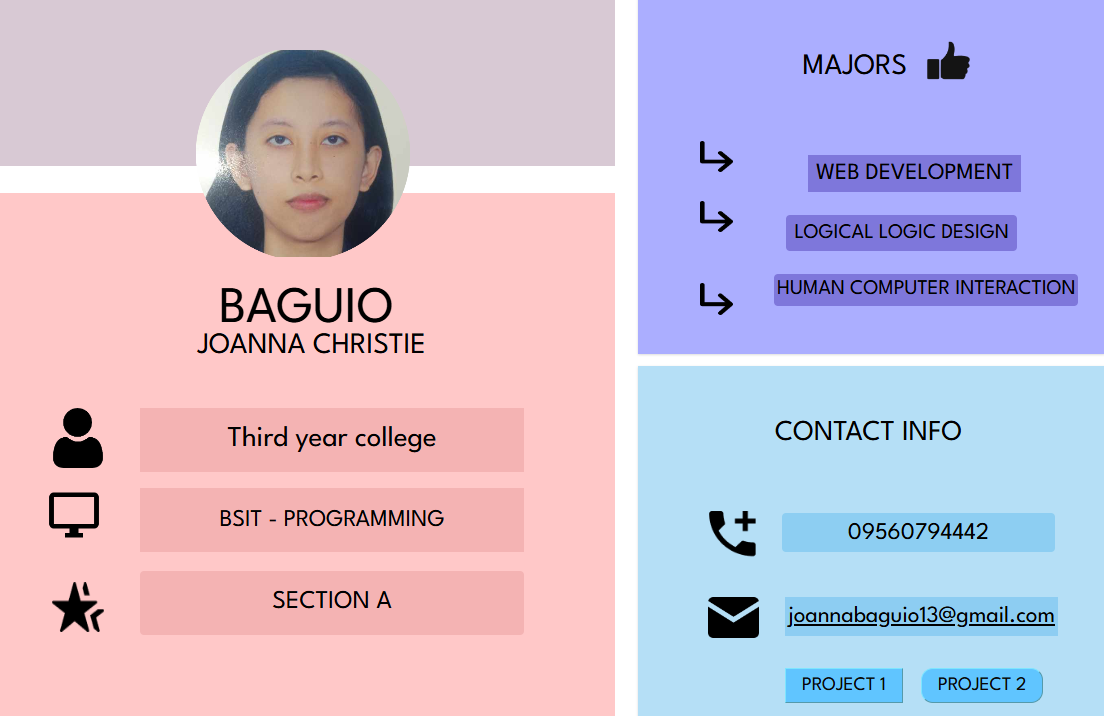 BAGUIO
JOANNA CHRISTIE
Third year college
BSIT - PROGRAMMING
SECTION A
MAJORS
WEB DEVELOPMENT
LOGICAL LOGIC DESIGN
HUMAN COMPUTER INTERACTION
CONTACT INFO
09560794442
joannabaguio13@gmail.com
PROJECT 1
PROJECT 2